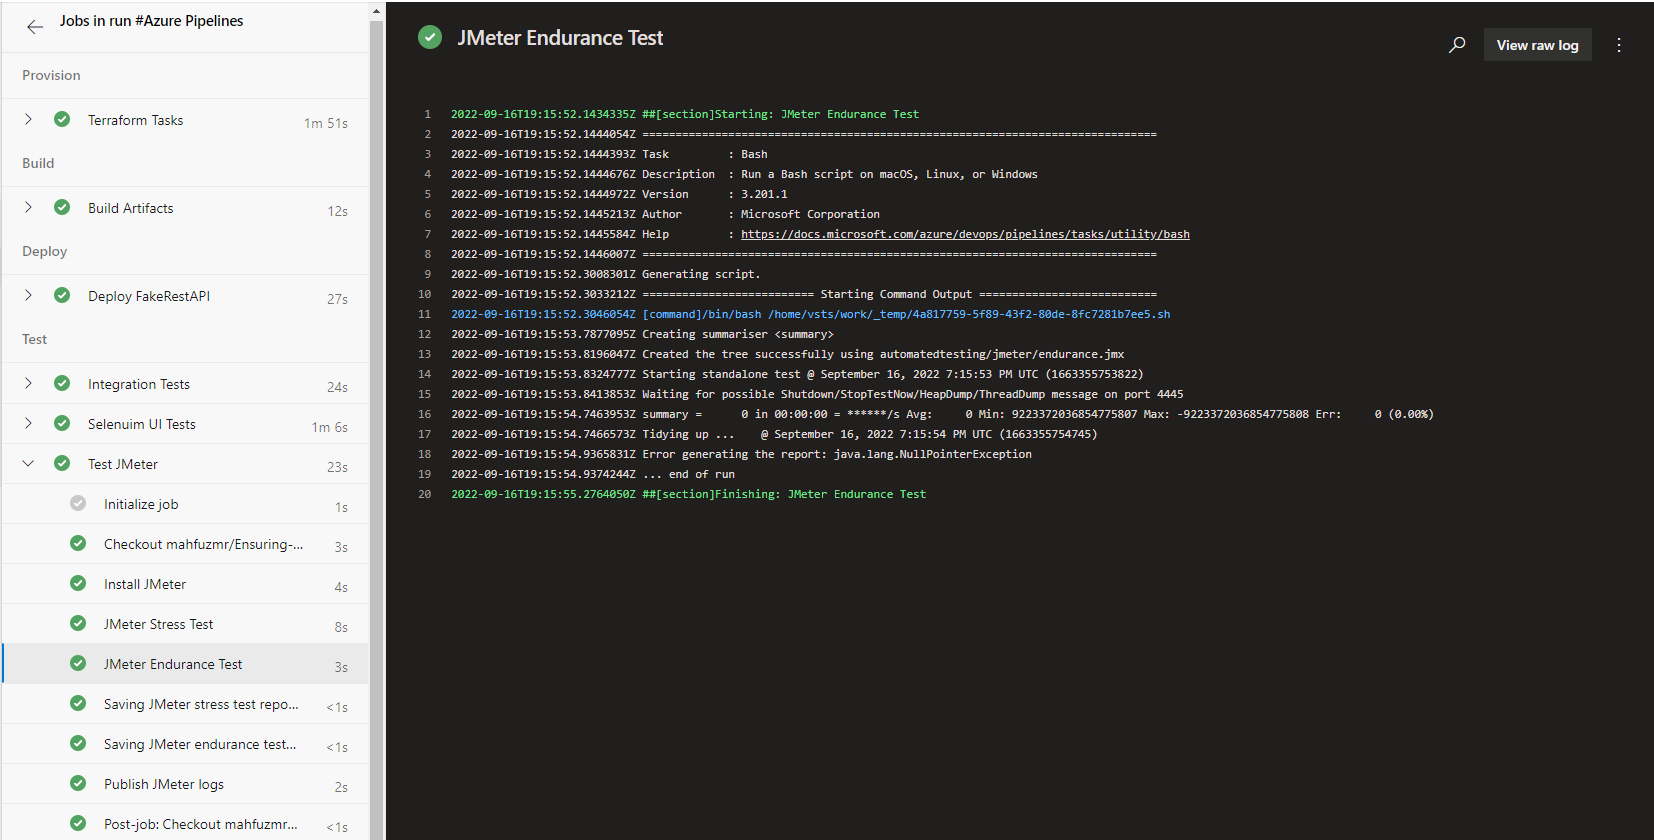 Jobs in run #Azure Pipelines
Provision
Terraform Tasks 1m 51s
Build
Build Artifacts 12s
Deploy
Deploy FakeRestAPI 27s
Test
Integration Tests 24s
Selenuim UI Tests 1m 6s
Test JMeter 23s
Initialize job 1s
Checkout mahfuzmr/Ensuring-... 3s
Install JMeter 4s
JMeter Stress Test 8s
JMeter Endurance Test 3s
Saving JMeter stress test repo... <1s
Saving JMeter endurance test... <1s
Publish JMeter logs 2s
Post-job: Checkout mahfuzmr... <1s
JMeter Endurance Test
View raw log
1 2022-09-16T19:15:52.1434335Z ##[section]Starting: JMeter Endurance Test
2 2022-09-16T19:15:52.1444054Z ==============================================================================
3 2022-09-16T19:15:52.1444393Z Task         : Bash
4 2022-09-16T19:15:52.1444676Z Description  : Run a Bash script on macOS, Linux, or Windows
5 2022-09-16T19:15:52.1444972Z Version      : 3.201.1
6 2022-09-16T19:15:52.1445213Z Author       : Microsoft Corporation
7 2022-09-16T19:15:52.1445584Z Help         : https://docs.microsoft.com/azure/devops/pipelines/tasks/utility/bash
8 2022-09-16T19:15:52.1446007Z ==============================================================================
9 2022-09-16T19:15:52.3008301Z Generating script.
10 2022-09-16T19:15:52.3033212Z ========================== Starting Command Output ===========================
11 2022-09-16T19:15:52.3046054Z [command]/bin/bash /home/vsts/work/_temp/4a817759-5f89-43f2-80de-8fc7281b7ee5.sh
12 2022-09-16T19:15:53.7877095Z Creating summariser <summary>
13 2022-09-16T19:15:53.8196047Z Created the tree successfully using automatedtesting/jmeter/endurance.jmx
14 2022-09-16T19:15:53.8324777Z Starting standalone test @ September 16, 2022 7:15:53 PM UTC (1663355753822)
15 2022-09-16T19:15:53.8413853Z Waiting for possible Shutdown/StopTestNow/HeapDump/ThreadDump message on port 4445
16 2022-09-16T19:15:54.7463953Z summary =      0 in 00:00:00 = ******/s Avg:     0 Min: 9223372036854775807 Max: -9223372036854775808 Err:     0 (0.00%)
17 2022-09-16T19:15:54.7466573Z Tidying up ...    @ September 16, 2022 7:15:54 PM UTC (1663355754745)
18 2022-09-16T19:15:54.9365831Z Error generating the report: java.lang.NullPointerException
19 2022-09-16T19:15:54.9374244Z ... end of run
20 2022-09-16T19:15:55.2764050Z ##[section]Finishing: JMeter Endurance Test